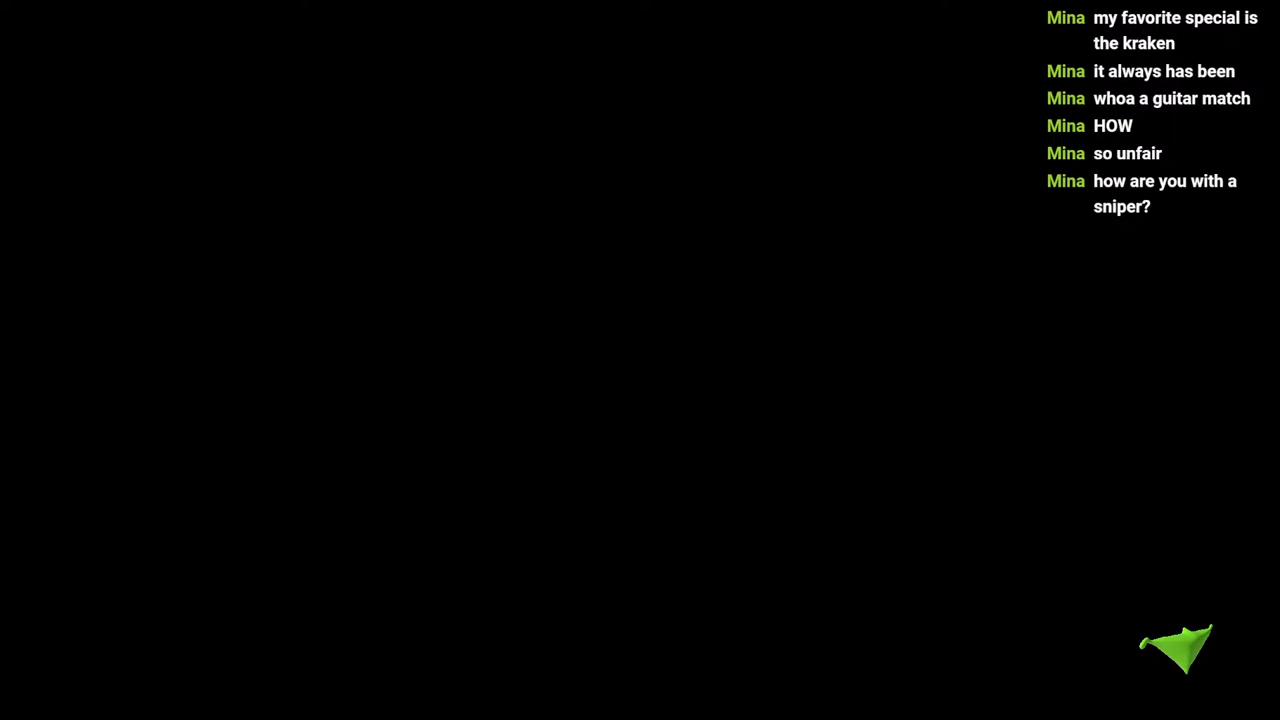 Mina my favorite special is
the kraken
Mina it always has been
Mina whoa a guitar match
Mina HOW
Mina so unfair
Mina how are you with a
sniper?